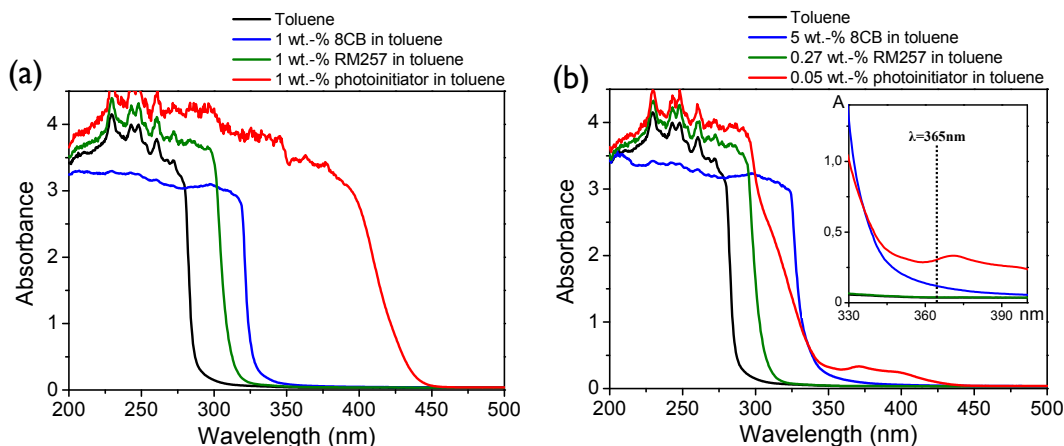 (a)
Toluene
1 wt.-% 8CB in toluene
1 wt.-% RM257 in toluene
1 wt.-% photoinitiator in toluene
Absorbance
4
3
2
1
0
200 250 300 350 400 450 500
Wavelength (nm)
(b)
Toluene
5 wt.-% 8CB in toluene
0.27 wt.-% RM257 in toluene
0.05 wt.-% photoinitiator in toluene
Absorbance
4
3
2
1
0
A
λ=365nm
1,0
0,5
0
330 360 390 nm
200 250 300 350 400 450 500
Wavelength (nm)